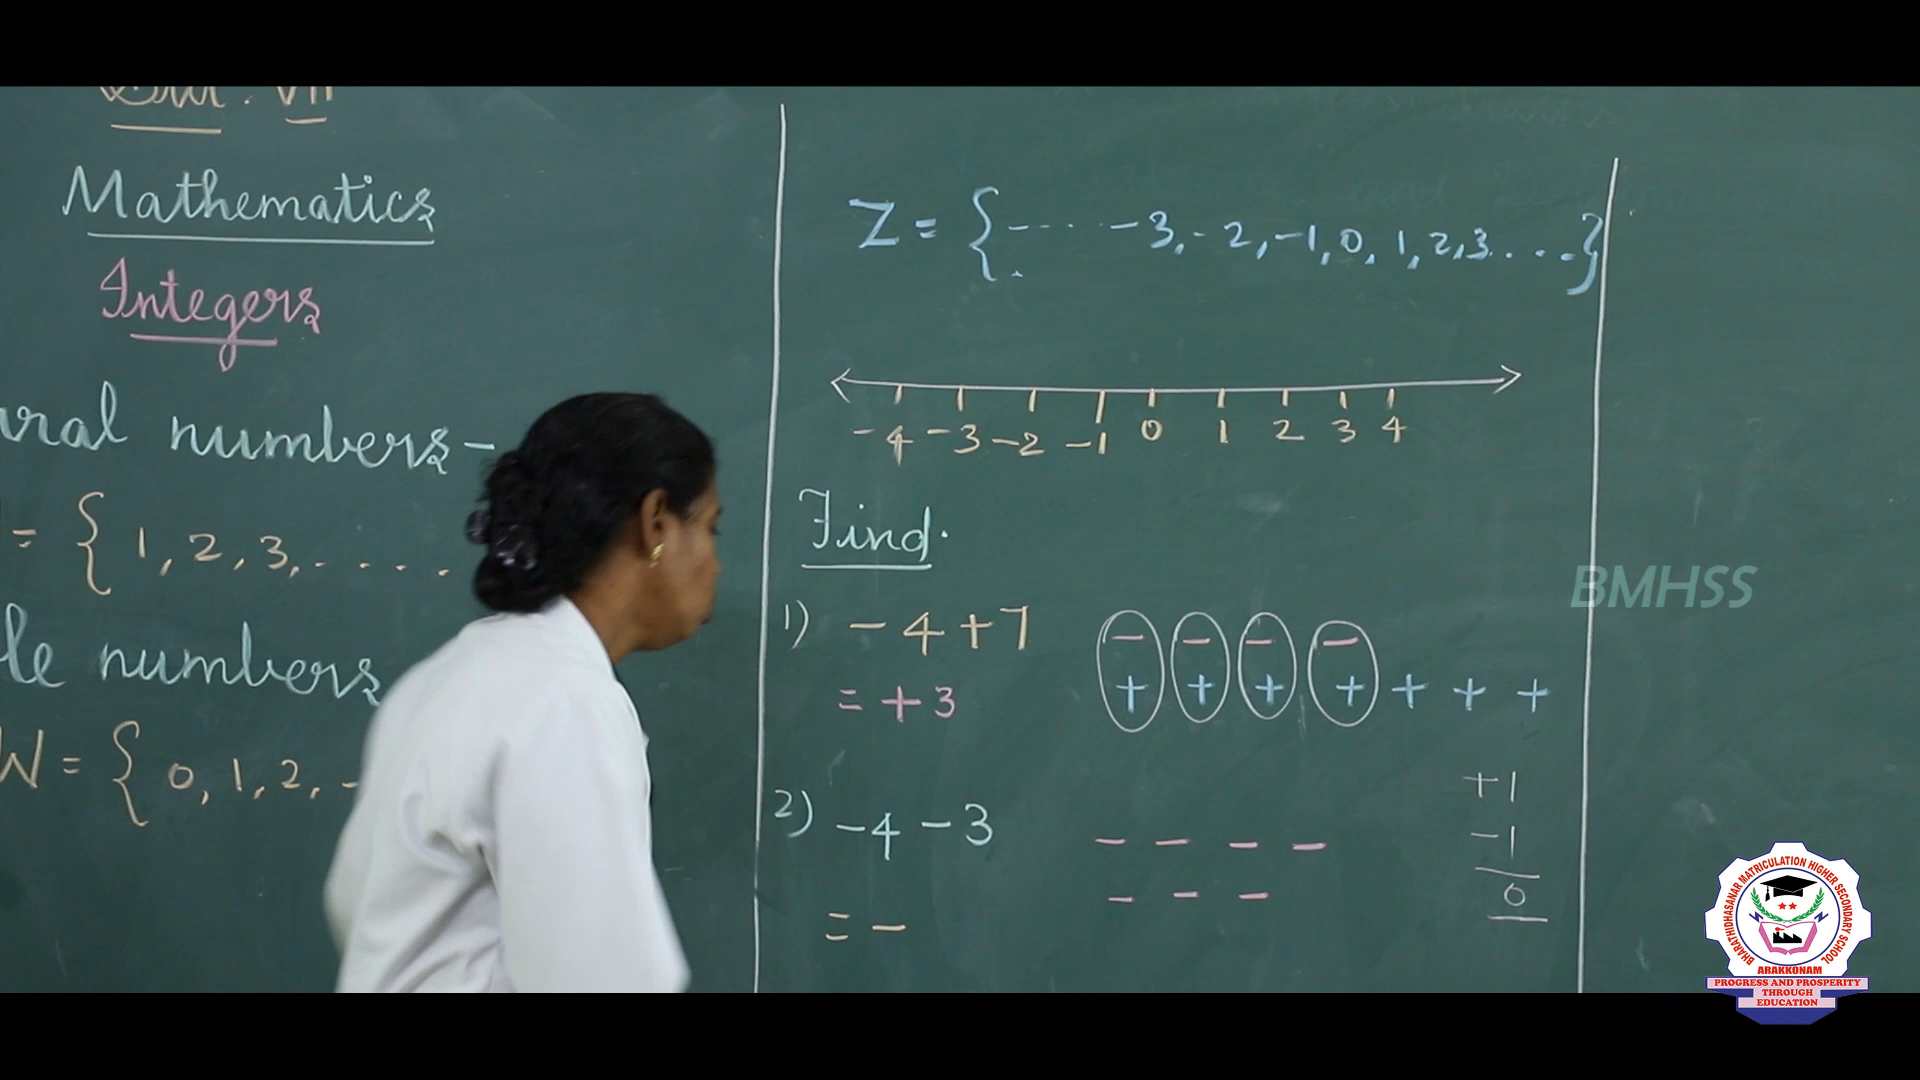 VII
Mathematics
Integers
ural numbers -
= { 1, 2, 3, . . . .
le numbers
W = { 0, 1, 2, -
Z = { ---- -3, -2, -1, 0, 1, 2, 3. . . .}
-4 -3 -2 -1 0 1 2 3 4
Find.
1) -4+7
= +3
- - - -
+ + + + + + +
2) -4 -3
= -
- - - -
- - -
+1
-1
0
BMHSS
BHARATHIDHASANAR MATRICULATION HIGHER SECONDARY SCHOOL
ARAKKONAM
PROGRESS AND PROSPERITY
THROUGH
EDUCATION